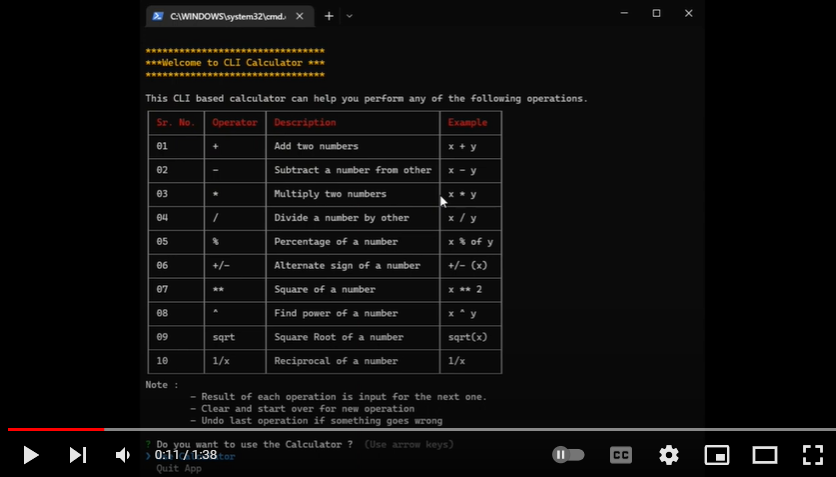 C:\WINDOWS\system32\cmd.
********************************
***Welcome to CLI Calculator ***
********************************
This CLI based calculator can help you perform any of the following operations.
Sr. No. Operator Description Example
01 + Add two numbers x + y
02 - Subtract a number from other x - y
03 * Multiply two numbers x * y
04 / Divide a number by other x / y
05 % Percentage of a number x % of y
06 +/- Alternate sign of a number +/- (x)
07 ** Square of a number x ** 2
08 ^ Find power of a number x ^ y
09 sqrt Square Root of a number sqrt(x)
10 1/x Reciprocal of a number 1/x
Note :
- Result of each operation is input for the next one.
- Clear and start over for new operation
- Undo last operation if something goes wrong
? Do you want to use the Calculator ? (Use arrow keys)
0:11 / 1:38
Quit App
CC